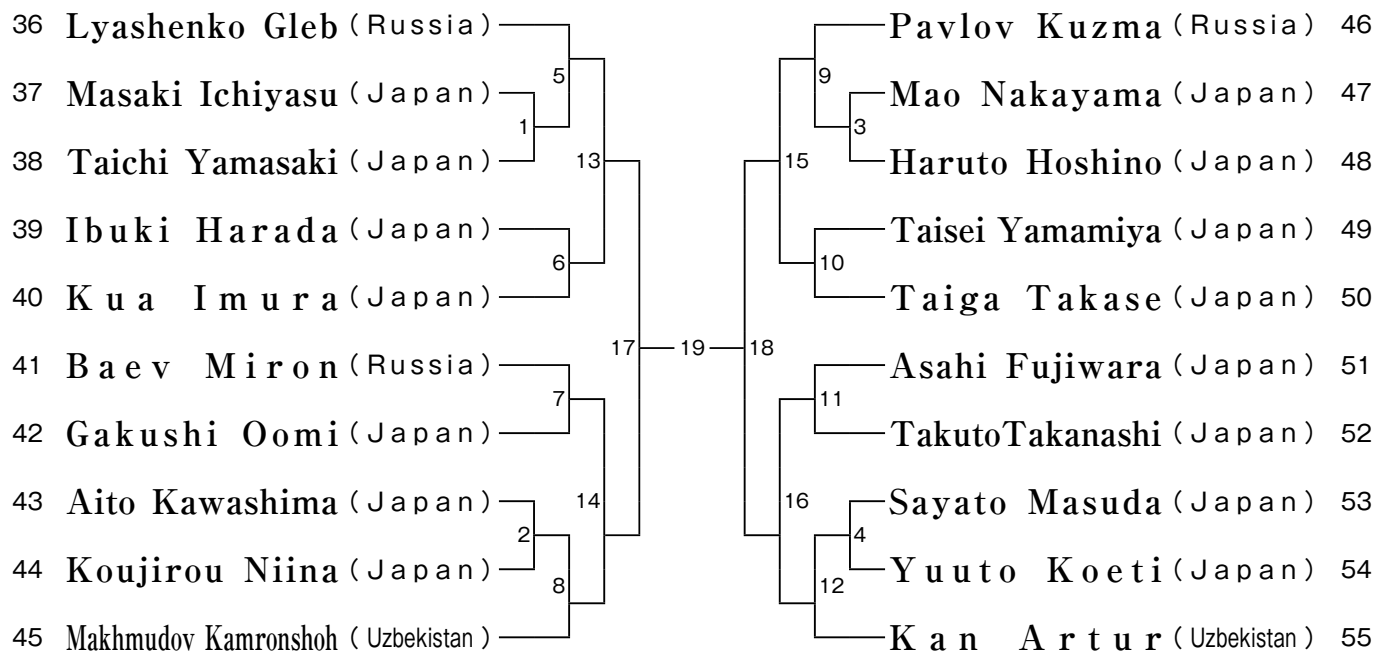 36 Lyashenko Gleb (Russia)
37 Masaki Ichiyasu (Japan)
38 Taichi Yamasaki (Japan)
39 Ibuki Harada (Japan)
40 Kua Imura (Japan)
41 Baev Miron (Russia)
42 Gakushi Oomi (Japan)
43 Aito Kawashima (Japan)
44 Koujirou Niina (Japan)
45 Makhmudov Kamronshoh (Uzbekistan)
5
1
13
6
17
7
14
2
8
19
Pavlov Kuzma (Russia) 46
Mao Nakayama (Japan) 47
Haruto Hoshino (Japan) 48
Taisei Yamamiya (Japan) 49
Taiga Takase (Japan) 50
Asahi Fujiwara (Japan) 51
TakutoTakanashi (Japan) 52
Sayato Masuda (Japan) 53
Yuuto Koeti (Japan) 54
Kan Artur (Uzbekistan) 55
9
3
15
10
18
11
16
4
12